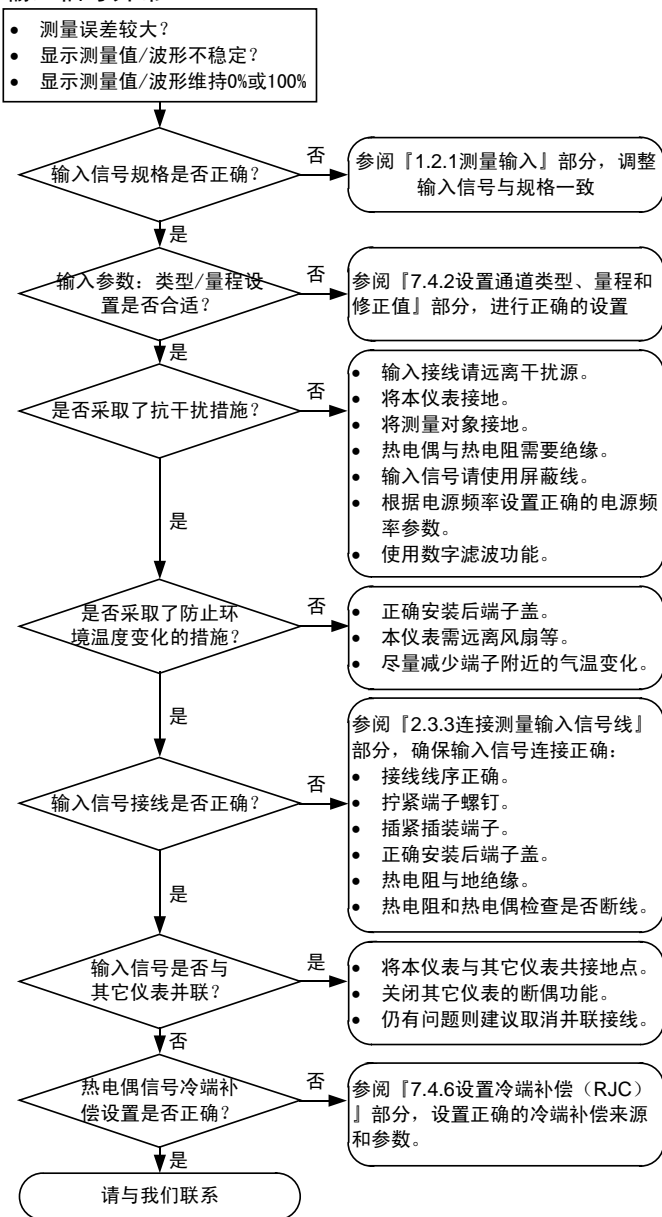 • 测量误差较大？
• 显示测量值/波形不稳定？
• 显示测量值/波形维持0%或100%
输入信号规格是否正确？
否
参阅『1.2.1测量输入』部分，调整
输入信号与规格一致
是
输入参数：类型/量程设
置是否合适？
否
参阅『7.4.2设置通道类型、量程和
修正值』部分，进行正确的设置
是
是否采取了抗干扰措施？
否
• 输入接线请远离干扰源。
• 将本仪表接地。
• 将测量对象接地。
• 热电偶与热电阻需要绝缘。
• 输入信号请使用屏蔽线。
• 根据电源频率设置正确的电源频
率参数。
• 使用数字滤波功能。
是
是否采取了防止环
境温度变化的措施？
否
• 正确安装后端子盖。
• 本仪表需远离风扇等。
• 尽量减少端子附近的气温变化。
是
输入信号接线是否正确？
否
参阅『2.3.3连接测量输入信号线』
部分，确保输入信号连接正确：
• 接线线序正确。
• 拧紧端子螺钉。
• 插紧插装端子。
• 正确安装后端子盖。
• 热电阻与地绝缘。
• 热电阻和热电偶检查是否断线。
是
输入信号是否与
其它仪表并联？
是
• 将本仪表与其它仪表共接地点。
• 关闭其它仪表的断偶功能。
• 仍有问题则建议取消并联接线。
否
热电偶信号冷端补
偿设置是否正确？
否
参阅『7.4.6设置冷端补偿（RJC）
』部分，设置正确的冷端补偿来源
和参数。
是
请与我们联系